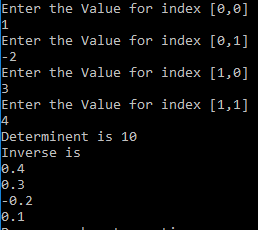 Enter the Value for index [0,0]
1
Enter the Value for index [0,1]
-2
Enter the Value for index [1,0]
3
Enter the Value for index [1,1]
4
Determinent is 10
Inverse is
0.4
0.3
-0.2
0.1